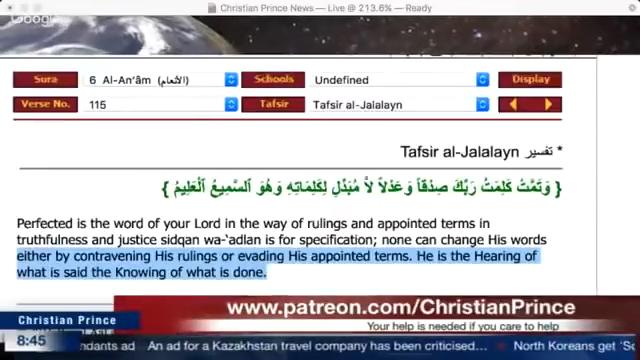 Christian Prince News — Live @ 213.6% — Ready
Google
Sura 6 Al-An'âm (الأنعام) Schools Undefined Display
Verse No. 115 Tafsir Tafsir al-Jalalayn
* تفسير Tafsir al-Jalalayn
{ وَتَمَّتْ كَلِمَتُ رَبِّكَ صِدْقاً وَعَدْلاً لاَّ مُبَدِّلِ لِكَلِمَاتِهِ وَهُوَ ٱلسَّمِيعُ ٱلْعَلِيمُ }
Perfected is the word of your Lord in the way of rulings and appointed terms in
truthfulness and justice sidqan wa-'adlan is for specification; none can change His words
either by contravening His rulings or evading His appointed terms. He is the Hearing of
what is said the Knowing of what is done.
www.patreon.com/ChristianPrince
Christian Prince
Your help is needed if you care to help
8:45 dants ad An ad for a Kazakhstan travel company has been criticised... North Koreans get 'Sc